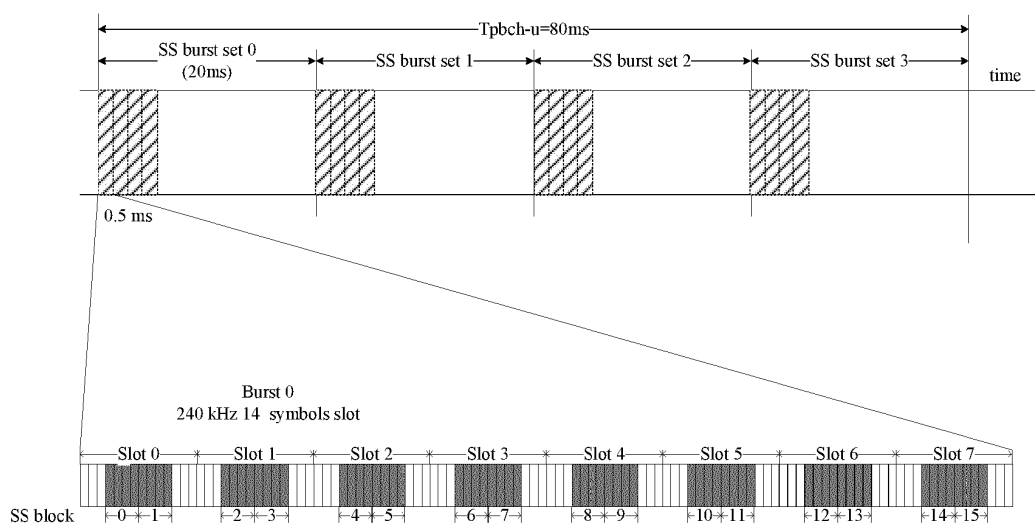 Tpbch-u=80ms
SS burst set 0
(20ms)
SS burst set 1
SS burst set 2
SS burst set 3
time
0.5 ms
Burst 0
240 kHz 14 symbols slot
Slot 0 Slot 1 Slot 2 Slot 3 Slot 4 Slot 5 Slot 6 Slot 7
SS block 0 1 2 3 4 5 6 7 8 9 10 11 12 13 14 15